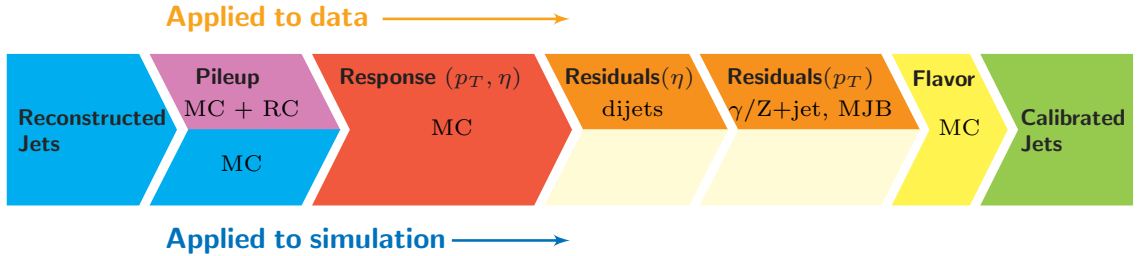 Applied to data
Reconstructed
Jets
Pileup
MC + RC
MC
Response (p_T, η)
MC
Residuals(η)
dijets
Residuals(p_T)
γ/Z+jet, MJB
Flavor
MC
Calibrated
Jets
Applied to simulation